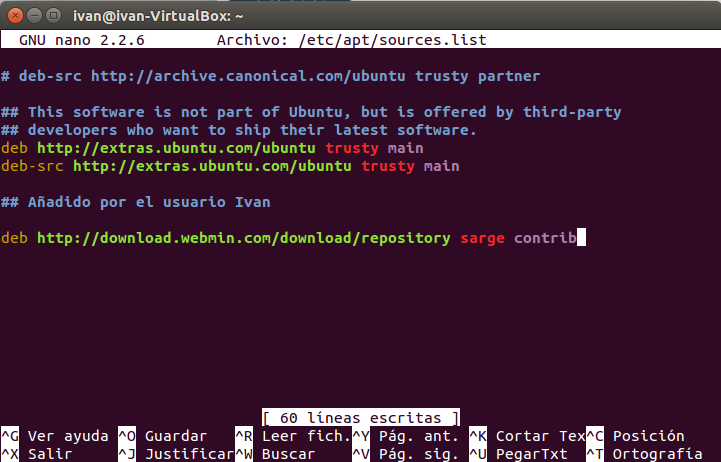 ivan@ivan-VirtualBox: ~
GNU nano 2.2.6 Archivo: /etc/apt/sources.list
# deb-src http://archive.canonical.com/ubuntu trusty partner
## This software is not part of Ubuntu, but is offered by third-party
## developers who want to ship their latest software.
deb http://extras.ubuntu.com/ubuntu trusty main
deb-src http://extras.ubuntu.com/ubuntu trusty main
## Añadido por el usuario Ivan
deb http://download.webmin.com/download/repository sarge contrib
[ 60 líneas escritas ]
^G Ver ayuda ^O Guardar ^R Leer fich.^Y Pág. ant. ^K Cortar Tex^C Posición
^X Salir ^J Justificar^W Buscar ^V Pág. sig. ^U PegarTxt ^T Ortografía